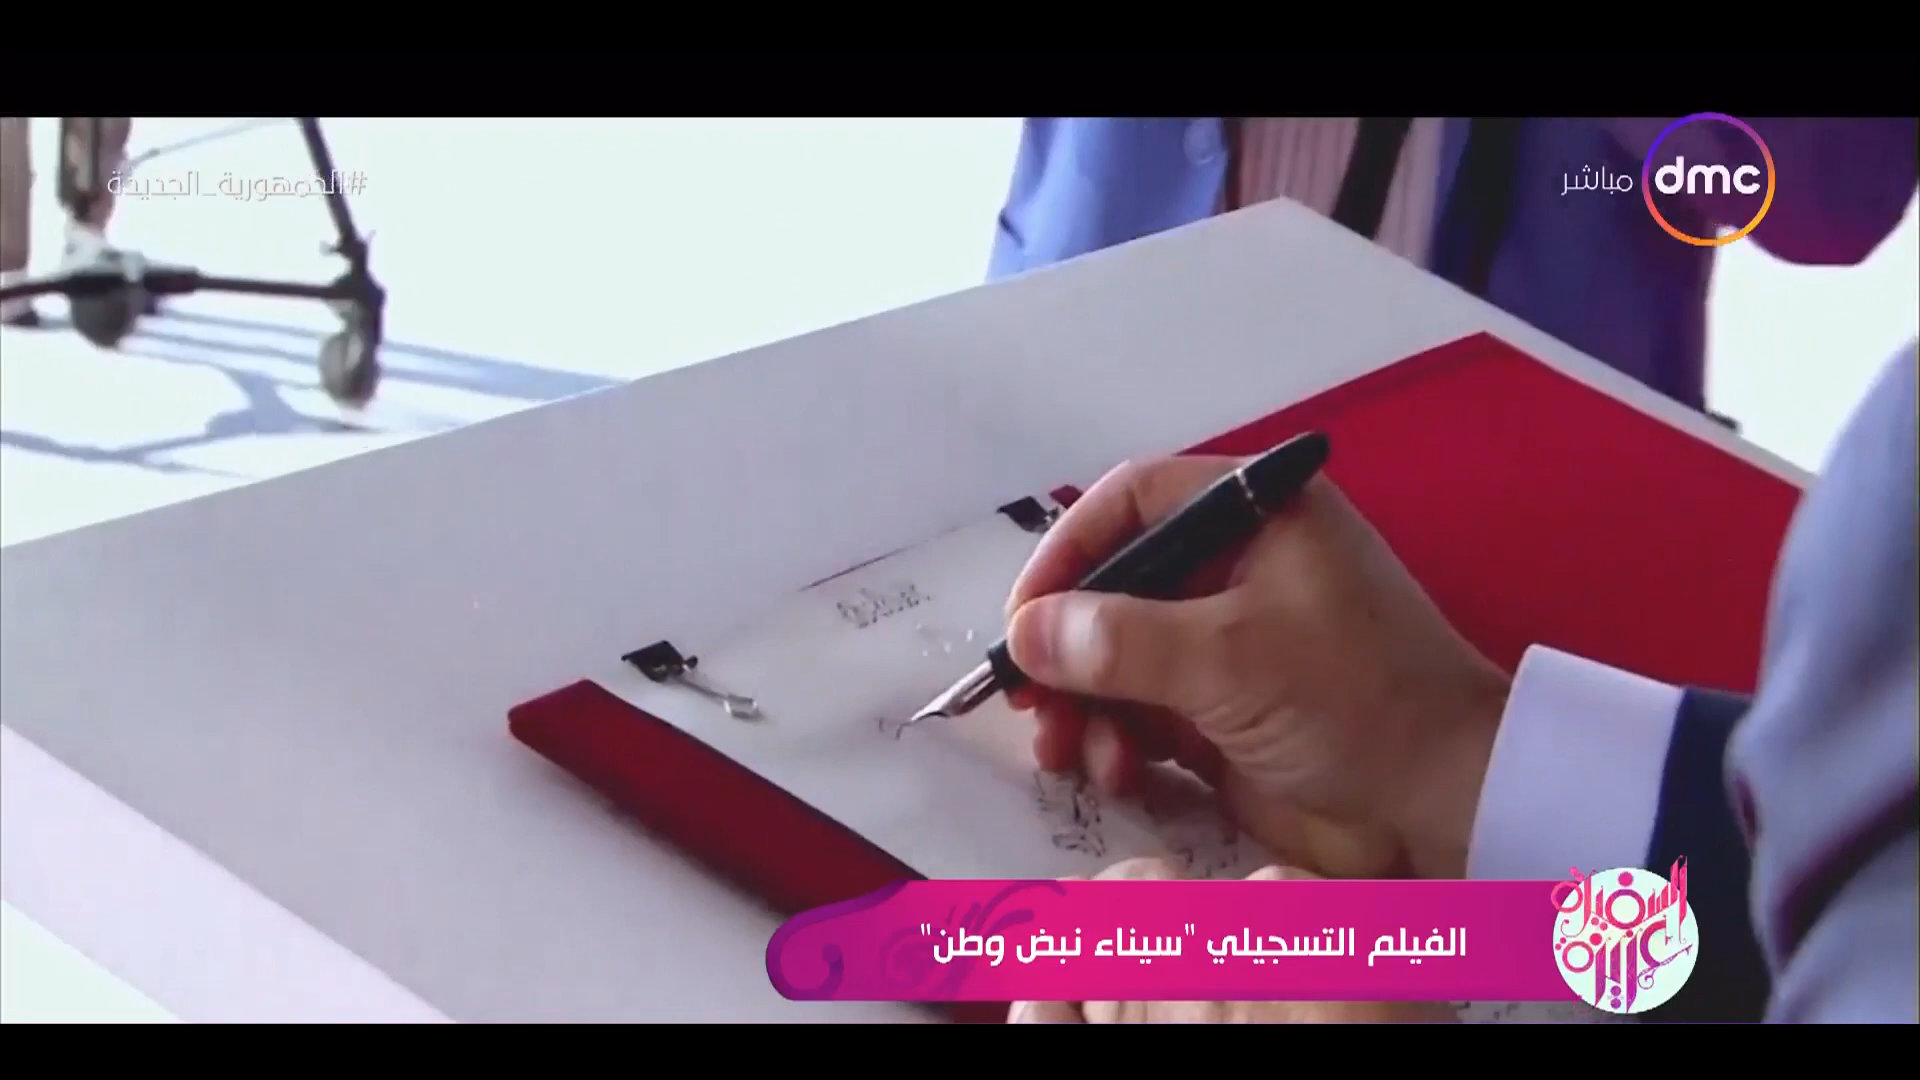 #الجمهورية_الجديدة
مباشر dmc
الفيلم التسجيلي "سيناء نبض وطن"
السفيرة عزيزة